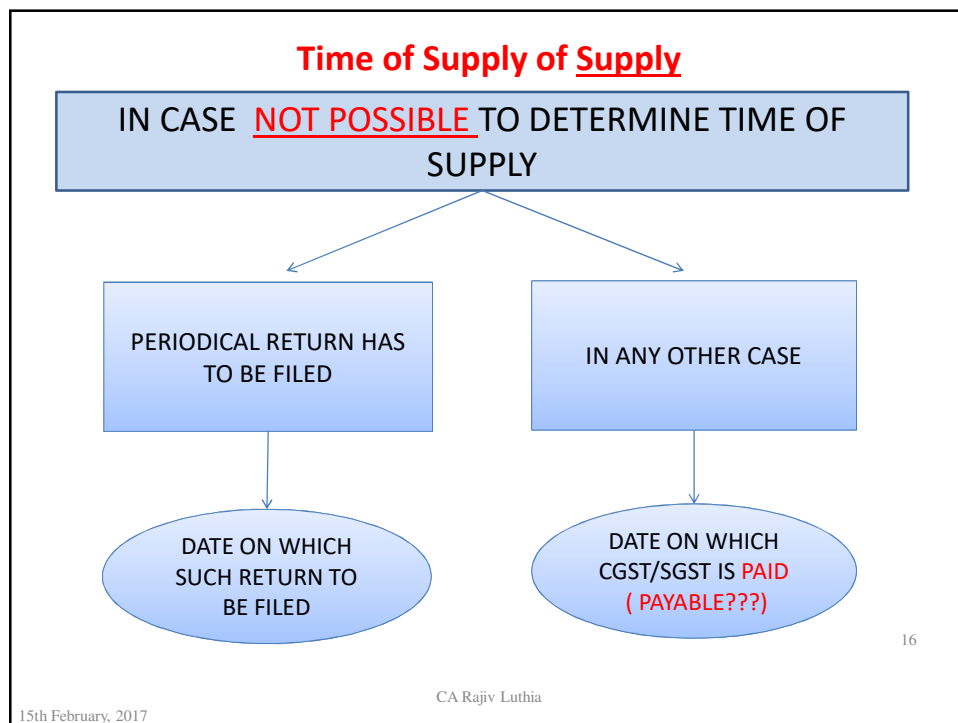 Time of Supply of Supply
IN CASE NOT POSSIBLE TO DETERMINE TIME OF
SUPPLY
PERIODICAL RETURN HAS
TO BE FILED
IN ANY OTHER CASE
DATE ON WHICH
SUCH RETURN TO
BE FILED
DATE ON WHICH
CGST/SGST IS PAID
( PAYABLE???)
16
CA Rajiv Luthia
15th February, 2017